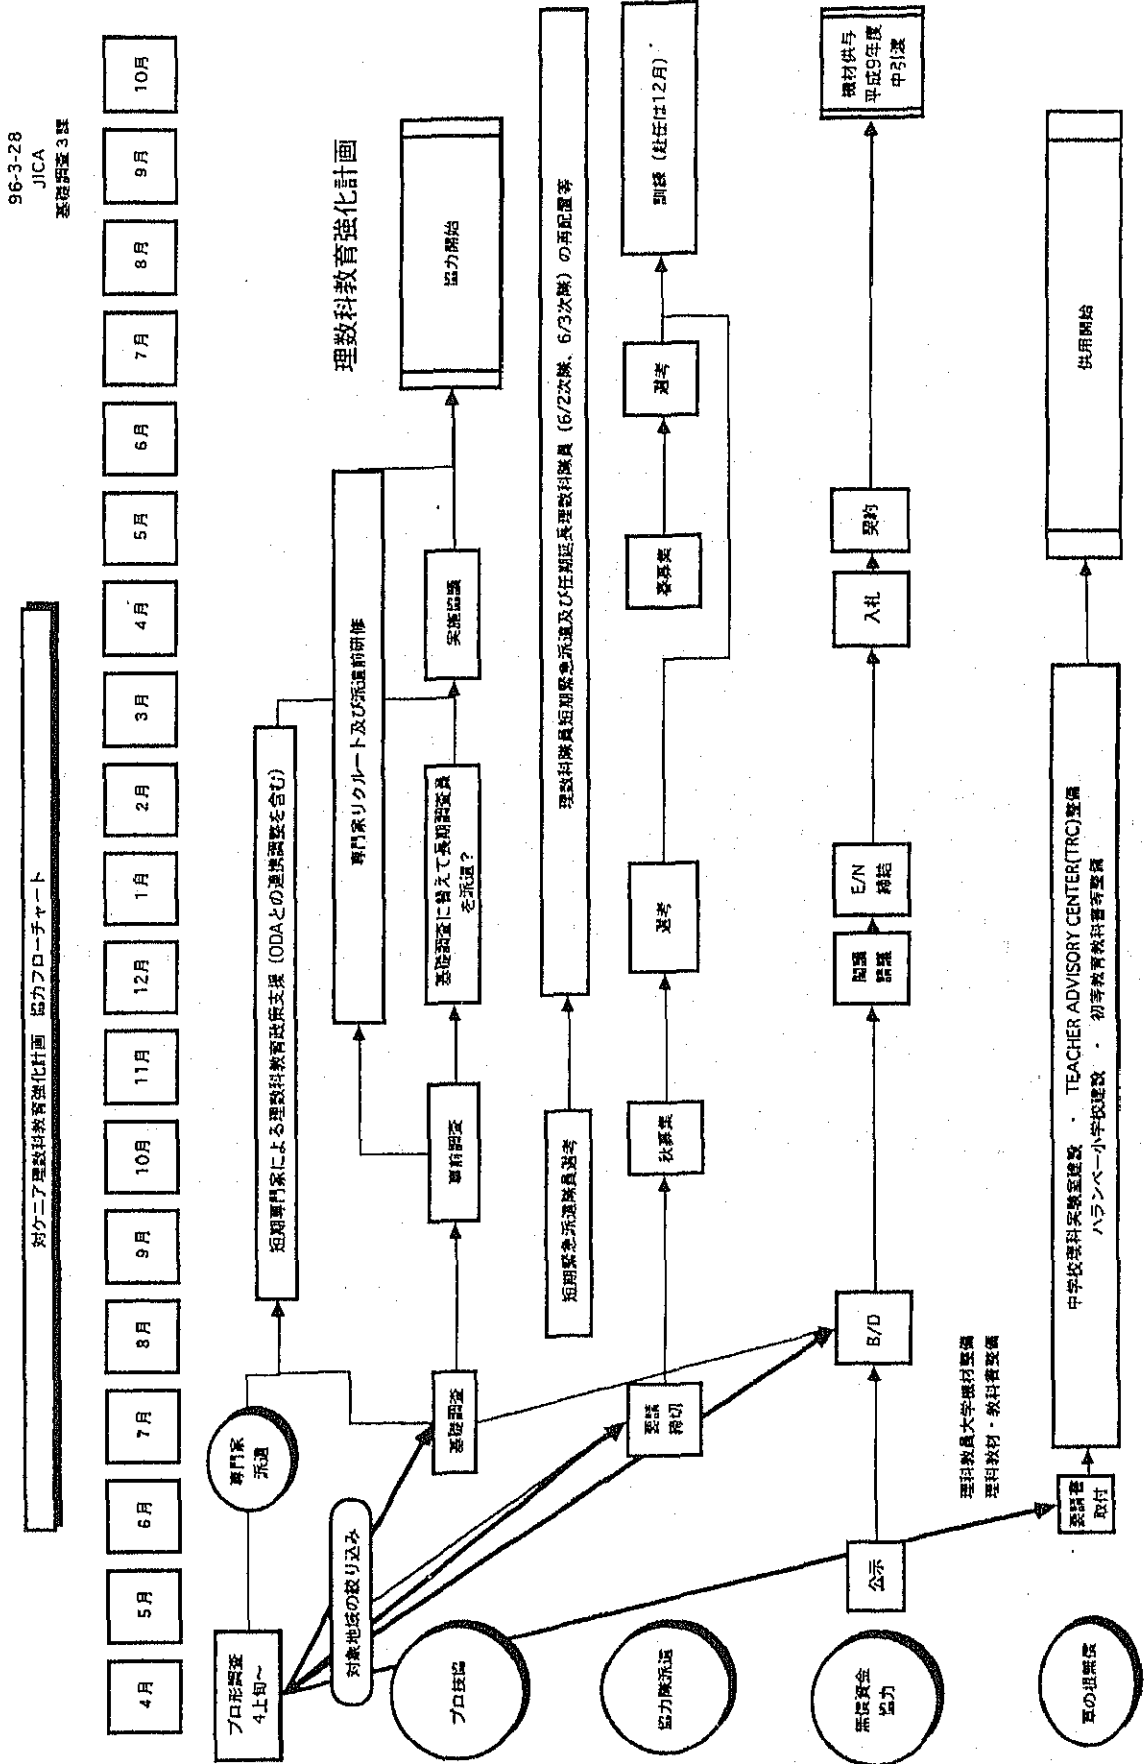 対ケニア理数科教育強化計画 協力フローチャート
96-3-28
JICA
基礎調査3課
4月
5月
6月
7月
8月
9月
10月
11月
12月
1月
2月
3月
4月
5月
6月
7月
8月
9月
10月
プロ形調査
4上旬~
専門家
派遣
短期専門家による理数科教育政策支援(ODAとの連携調整を含む)
対象地域の絞り込み
専門家リクルート及び派遣前研修
理数科教育強化計画
プロ技協
基礎調査
事前調査
基礎調査に替えて長期調査員
を派遣?
実施協議
協力開始
短期緊急派遣隊員選考
理数科隊員短期緊急派遣及び任期延長理数科隊員(6/2次隊、6/3次隊)の再配置等
協力隊派遣
要請
締切
秋募集
選考
春募集
選考
訓練(赴任は12月)
無償資金
協力
公示
B/D
閣議
請議
E/N
締結
入札
契約
機材供与
平成9年度
中引渡
理科教員大学機材整備
理科教材・教科書整備
草の根無償
要請書
取付
中学校理科実験室建設 ・ TEACHER ADVISORY CENTER(TRC)整備
ハランベー小学校建設 ・ 初等教育教科書等整備
供用開始